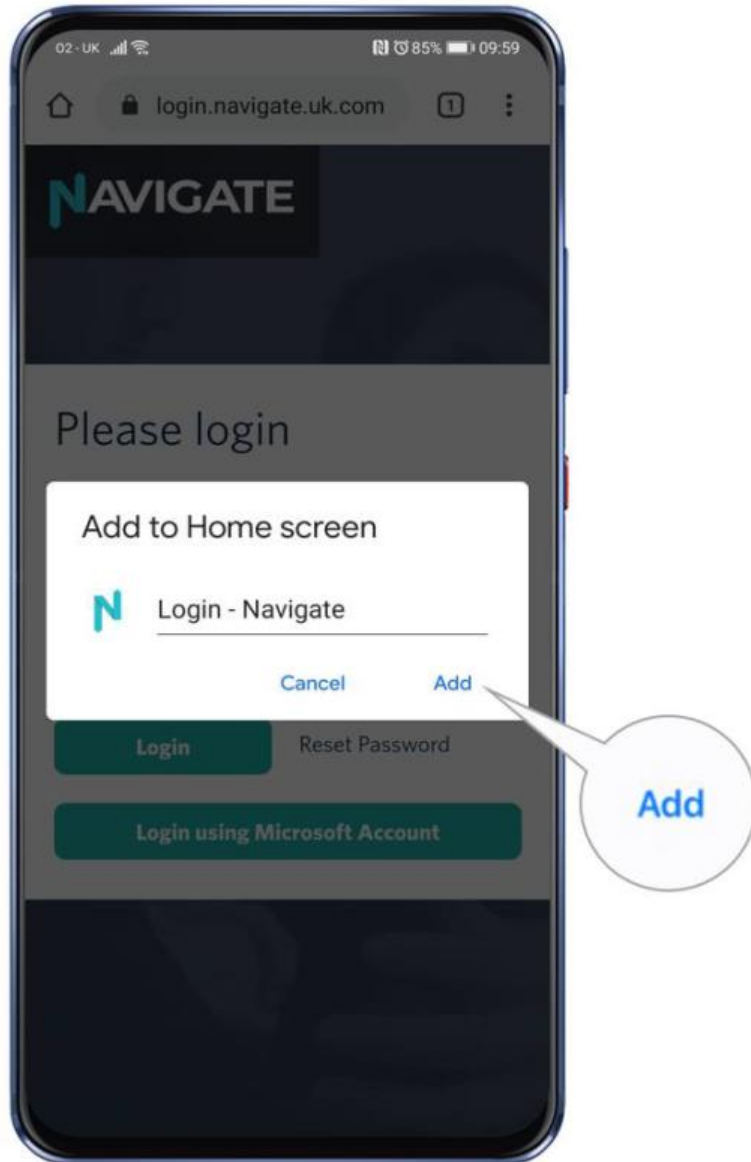 O2 - UK 85% 09:59
login.navigate.uk.com 1
NAVIGATE
Please login
Add to Home screen
N Login - Navigate
Cancel Add
Login Reset Password
Add
Login using Microsoft Account